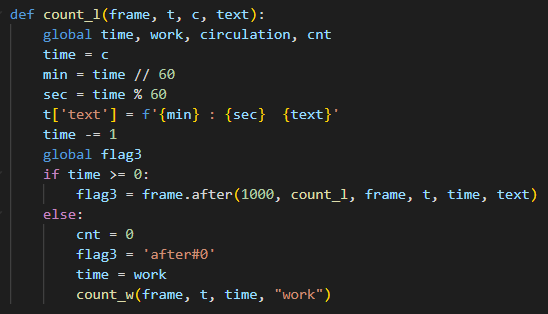 def count_l(frame, t, c, text):
    global time, work, circulation, cnt
    time = c
    min = time // 60
    sec = time % 60
    t['text'] = f'{min} : {sec}  {text}'
    time -= 1
    global flag3
    if time >= 0:
        flag3 = frame.after(1000, count_l, frame, t, time, text)
    else:
        cnt = 0
        flag3 = 'after#0'
        time = work
        count_w(frame, t, time, "work")